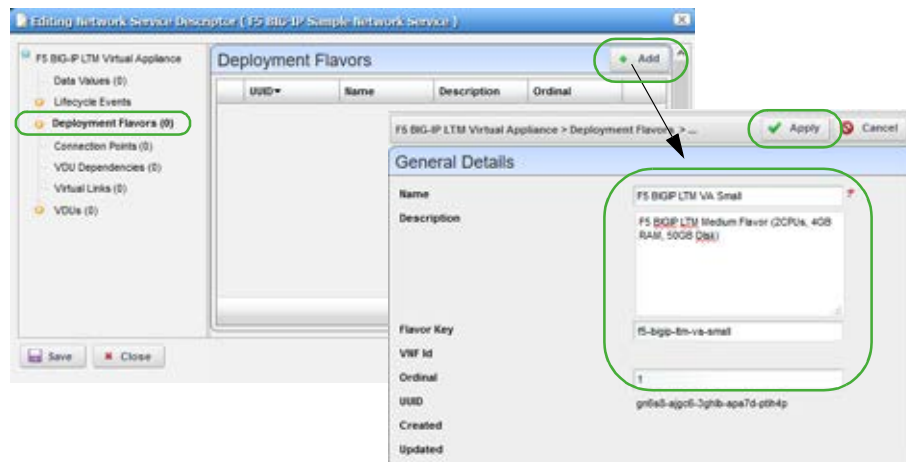 Editing Network Service Descriptor ( F5 BIG-IP Sample Network Service )
F5 BIG-IP LTM Virtual Appliance
Data Values (0)
Lifecycle Events
Deployment Flavors (0)
Connection Points (0)
VDU Dependencies (0)
Virtual Links (0)
VDUs (0)
Save
Close
Deployment Flavors
Add
UUID
Name
Description
Ordinal
F5 BIG-IP LTM Virtual Appliance > Deployment Flavors > ...
Apply
Cancel
General Details
Name
F5 BIGIP LTM VA Small
Description
F5 BIGIP LTM Medium Flavor (2CPUs, 4GB
RAM, 50GB Disk)
Flavor Key
f5-bigip-ltm-va-small
VNF Id
Ordinal
1
UUID
Created
Updated